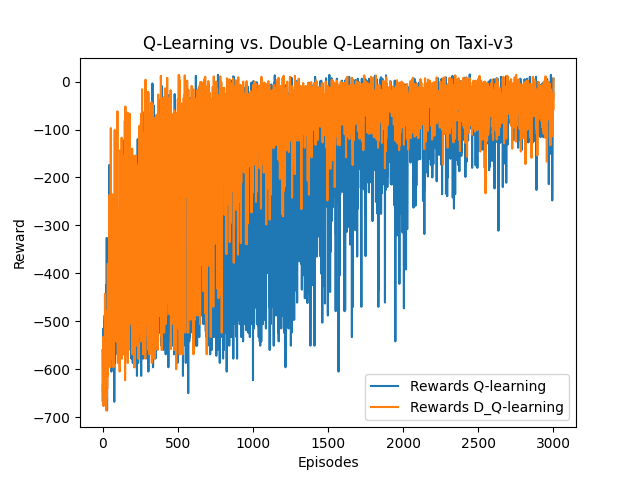 Q-Learning vs. Double Q-Learning on Taxi-v3
0
−100
−200
−300
−400
−500
−600
−700
Reward
Rewards Q-learning
Rewards D_Q-learning
0 500 1000 1500 2000 2500 3000
Episodes